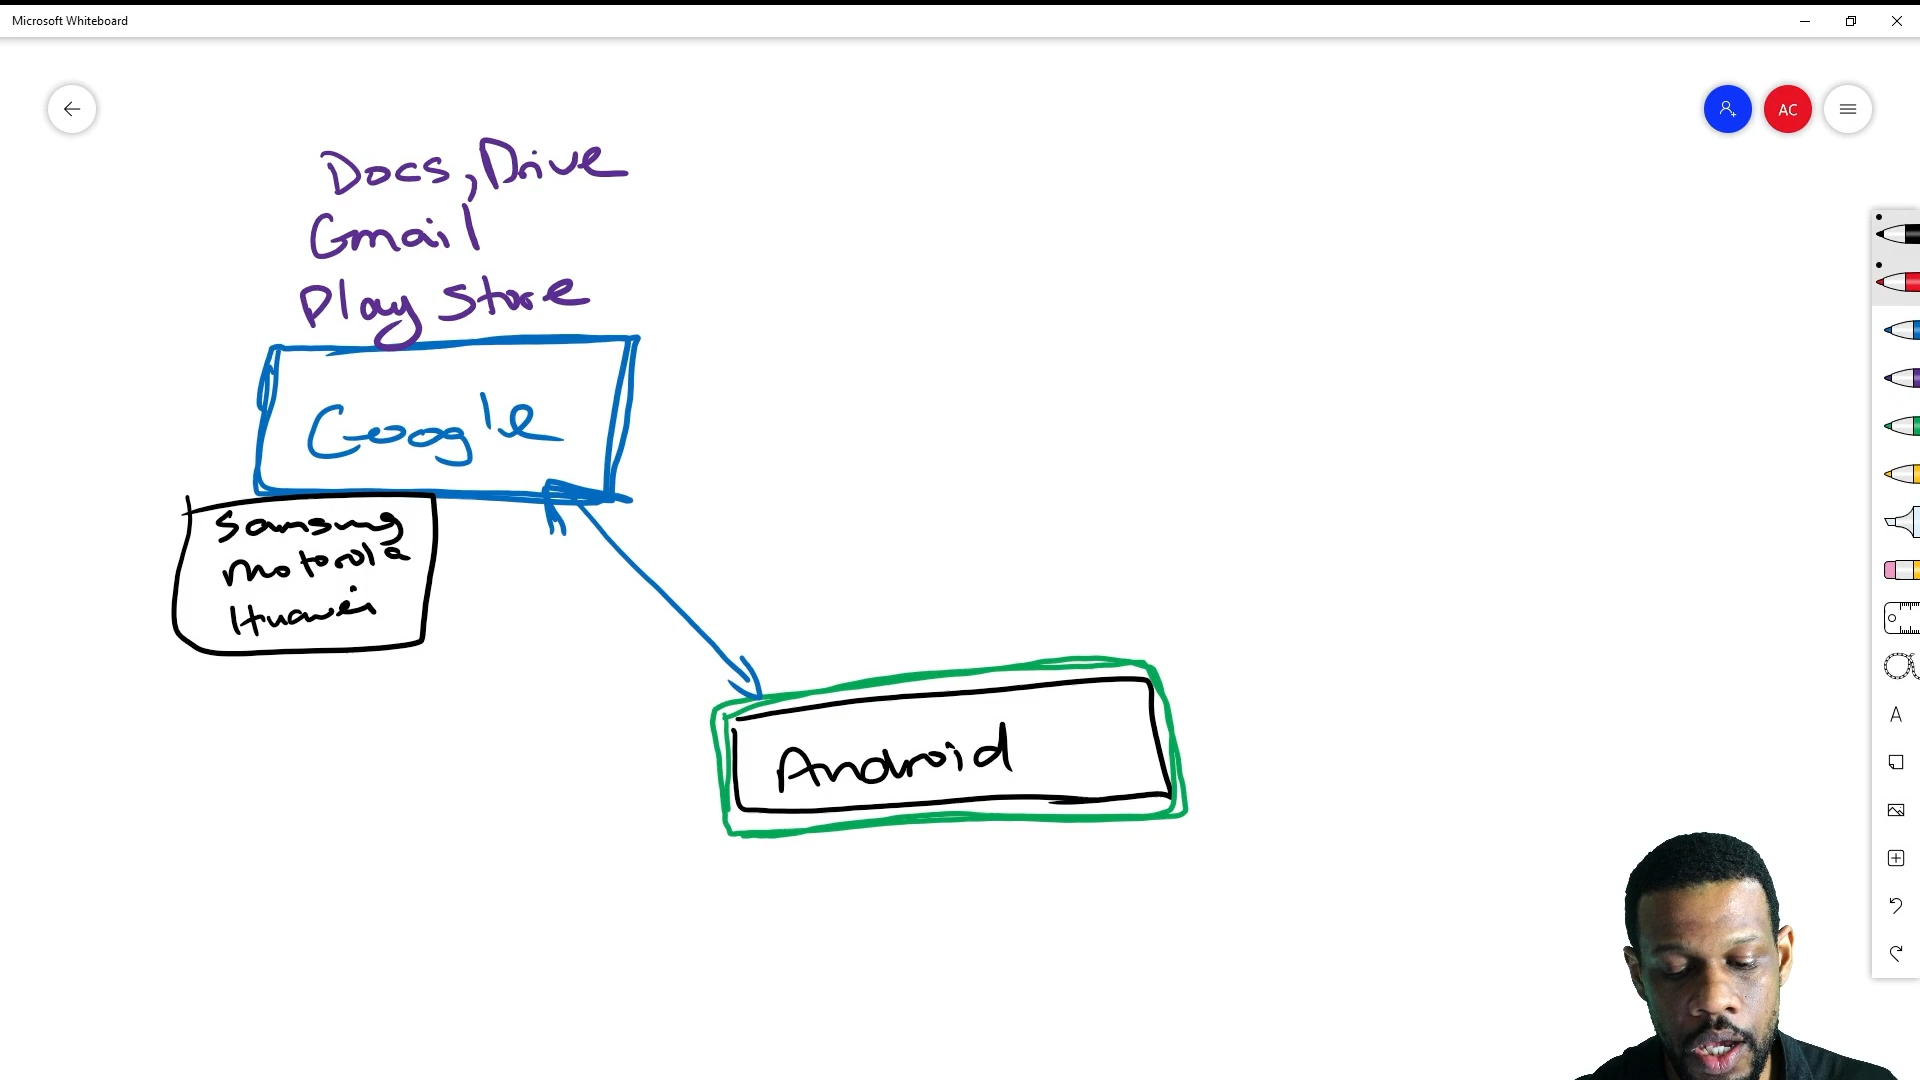 Microsoft Whiteboard
AC
Docs, Drive
Gmail
Play Store
Google
Samsung
Motorola
Huawei
Android
A